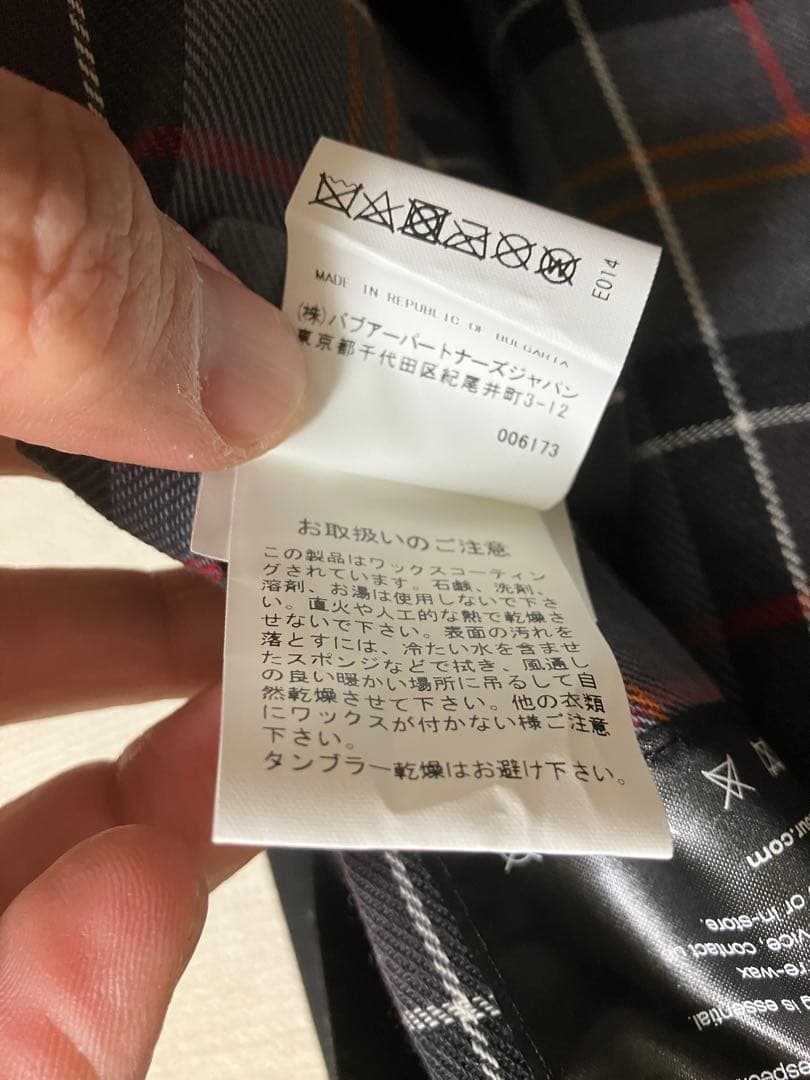 E014
MADE IN REPUBLIC OF BULGARIA
(株)バブアーパートナーズジャパン
東京都千代田区紀尾井町3-12
006173
お取扱いのご注意
この製品はワックスコーティン
グされています。石鹸、洗剤、
溶剤、お湯は使用しないで下さ
い。直火や人工的な熱で乾燥さ
せないで下さい。表面の汚れを
落とすには、冷たい水を含ませ
たスポンジなどで拭き、風通し
の良い暖かい場所に吊るして自
然乾燥させて下さい。他の衣類
にワックスが付かない様ご注意
下さい。
タンブラー乾燥はお避け下さい。
.com
or in-store.
contact us
re-wax
is essential.